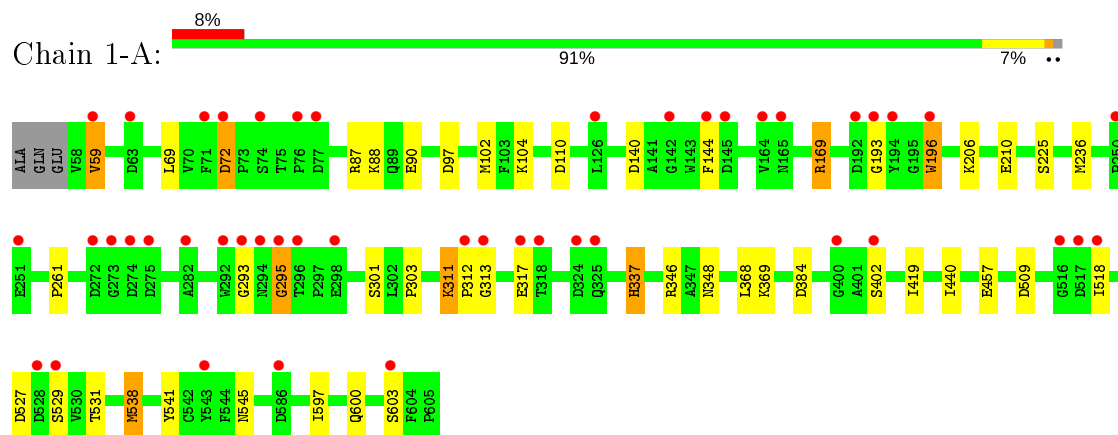 8%
Chain 1-A:
91% 7% ••
ALA GLN GLU V58 V59 D63 L69 V70 F71 D72 P73 S74 T75 P76 D77 R87 K88 Q89 E90 D97 M102 F103 K104 D110 L126 D140 A141 G142 W143 F144 D145 V164 N165 R169 D192 G193 Y194 G195 W196 K206 E210 S225 M236
E251 P261 D272 G273 D274 D275 A282 W292 G293 N294 G295 T296 P297 E298 S301 L302 P303 K311 P312 G313 E317 T318 D324 Q325 H337 R346 A347 N348 L368 K369 D384 G400 A401 S402 I419 I440 E457 D509 G516 D517 I518
D527 D528 S529 V530 T531 M538 Y541 C542 Y543 F544 N545 D586 I597 Q600 S603 F604 P605